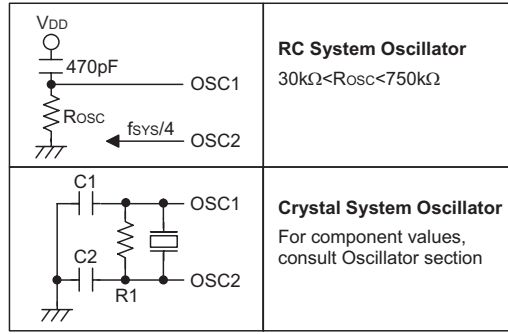 VDD
470pF
OSC1
ROSC
fSYS/4
OSC2
RC System Oscillator
30kΩ<ROSC<750kΩ
C1
OSC1
C2
R1
OSC2
Crystal System Oscillator
For component values,
consult Oscillator section